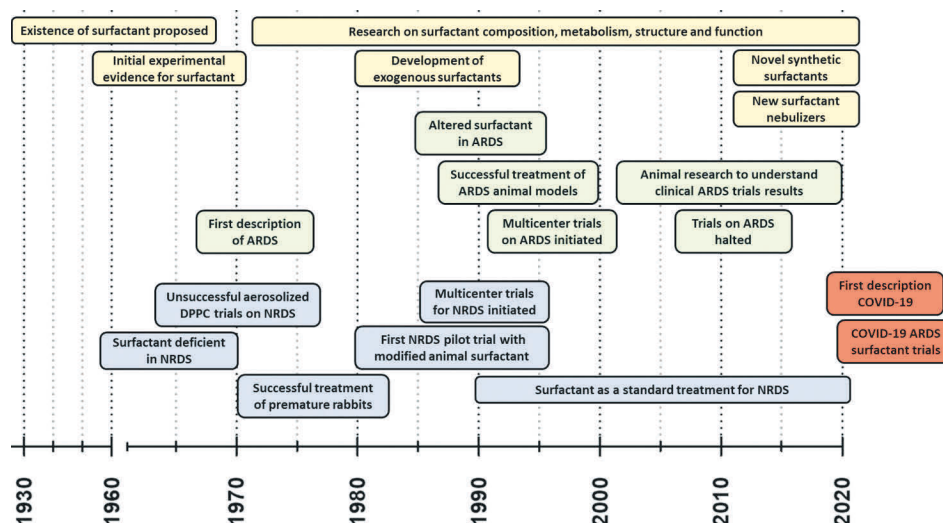 Existence of surfactant proposed
Research on surfactant composition, metabolism, structure and function
Initial experimental
evidence for surfactant
Development of
exogenous surfactants
Novel synthetic
surfactants
New surfactant
nebulizers
Altered surfactant
in ARDS
Successful treatment of
ARDS animal models
Animal research to understand
clinical ARDS trials results
First description
of ARDS
Multicenter trials
on ARDS initiated
Trials on ARDS
halted
Unsuccessful aerosolized
DPPC trials on NRDS
Multicenter trials
for NRDS initiated
First description
COVID-19
Surfactant deficient
in NRDS
First NRDS pilot trial with
modified animal surfactant
COVID-19 ARDS
surfactant trials
Successful treatment
of premature rabbits
Surfactant as a standard treatment for NRDS
1930
1960
1970
1980
1990
2000
2010
2020